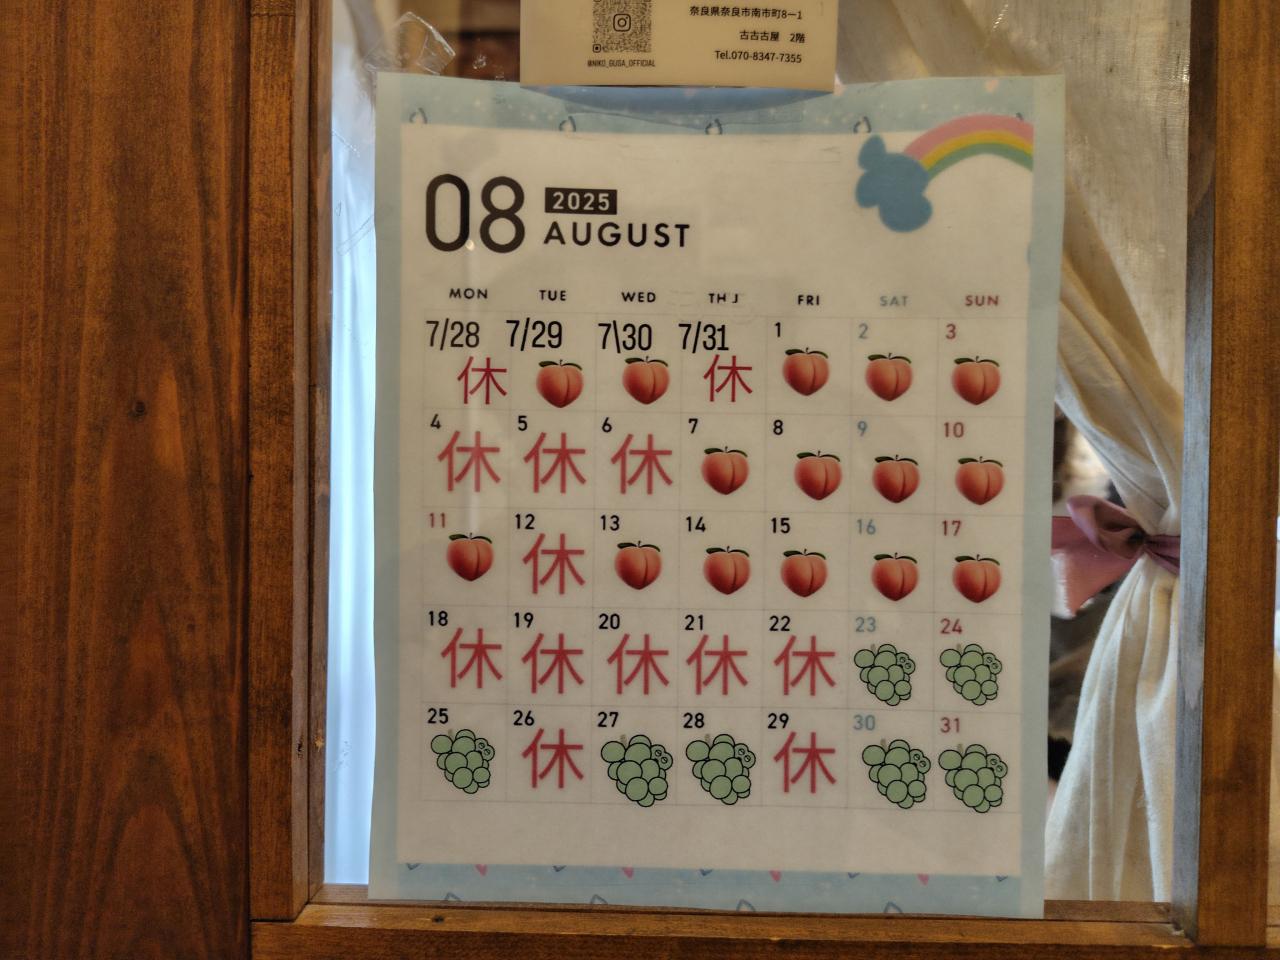 奈良県奈良市南市町8ー1
古古古屋 2階
Tel.070-8347-7355
@NIKO_GUSA_OFFICIAL
08 2025
AUGUST
MON TUE WED THU FRI SAT SUN
7/28 7/29 7\30 7/31 1 2 3
休 休
4 5 6 7 8 9 10
休 休 休
11 12 13 14 15 16 17
休
18 19 20 21 22 23 24
休 休 休 休 休
25 26 27 28 29 30 31
休 休